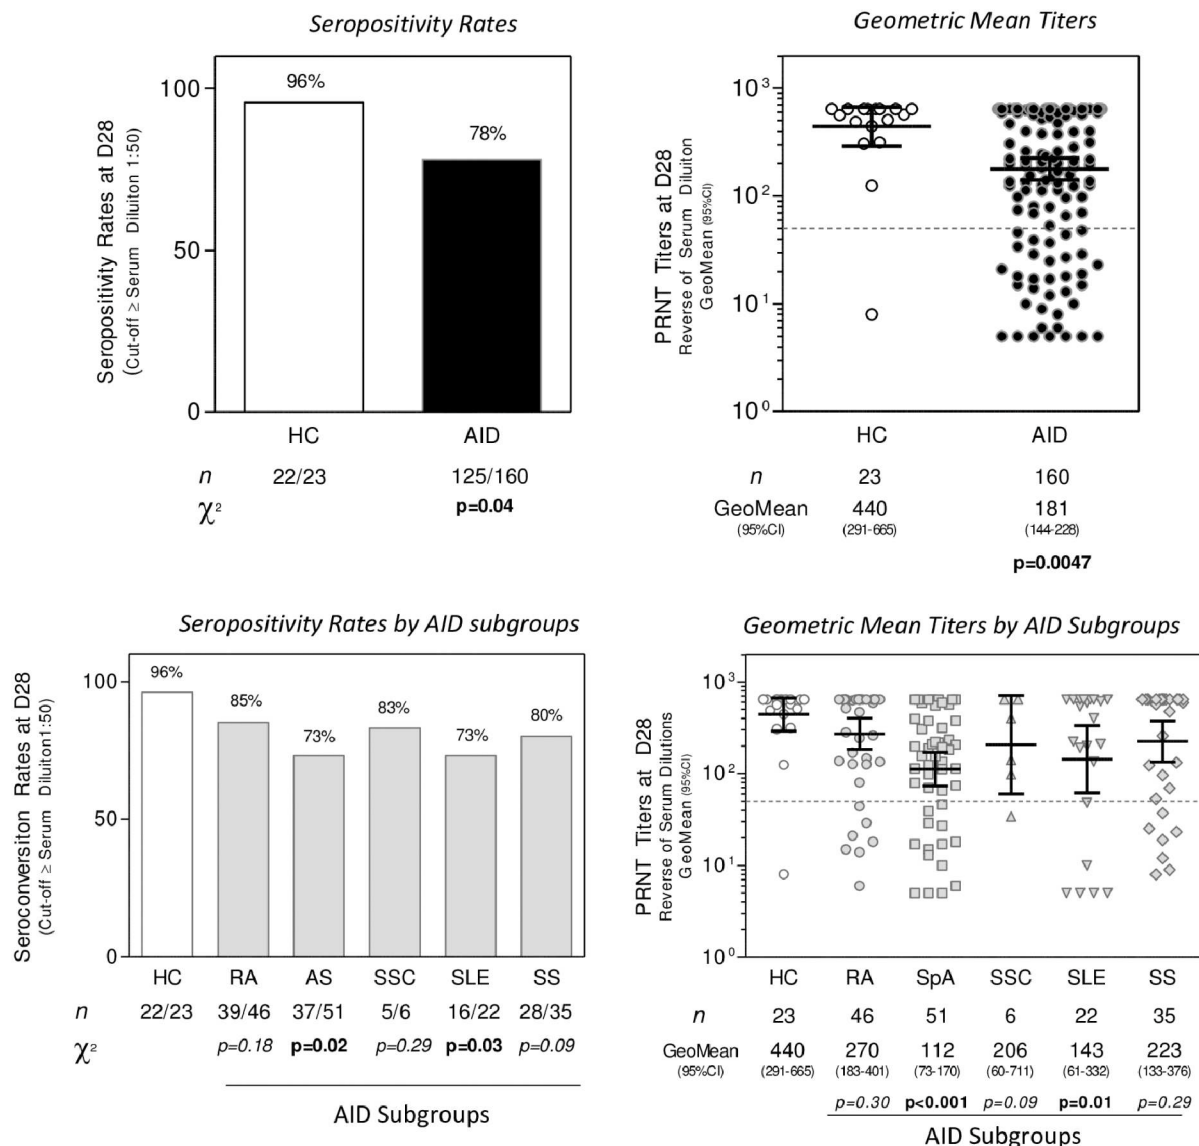 Seropositivity Rates
Seropositivity Rates at D28
(Cut-off ≥ Serum Diluiton 1:50)
100
50
0
96%
78%
HC AID
n 22/23 125/160
χ² p=0.04
Geometric Mean Titers
PRNT Titers at D28
Reverse of Serum Diluiton
GeoMean (95%CI)
10³
10²
10¹
10⁰
HC AID
n 23 160
GeoMean 440 181
(95%CI) (291-665) (144-228)
p=0.0047
Seropositivity Rates by AID subgroups
Seroconversiton Rates at D28
(Cut-off ≥ Serum Diluiton1:50)
100
50
0
96%
85%
73%
83%
73%
80%
HC RA AS SSC SLE SS
n 22/23 39/46 37/51 5/6 16/22 28/35
χ² p=0.18 p=0.02 p=0.29 p=0.03 p=0.09
AID Subgroups
Geometric Mean Titers by AID Subgroups
PRNT Titers at D28
Reverse of Serum Dilutions
GeoMean (95%CI)
10³
10²
10¹
10⁰
HC RA SpA SSC SLE SS
n 23 46 51 6 22 35
GeoMean 440 270 112 206 143 223
(95%CI) (291-665) (183-401) (73-170) (60-711) (61-332) (133-376)
p=0.30 p<0.001 p=0.09 p=0.01 p=0.29
AID Subgroups